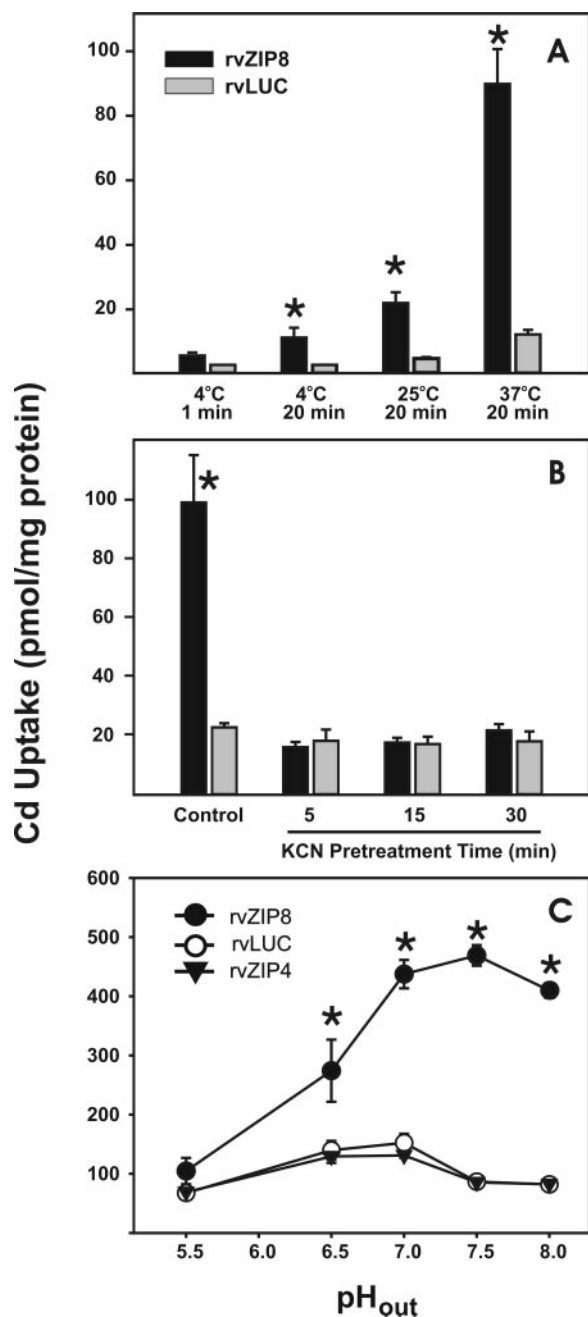 Cd Uptake (pmol/mg protein)
A
rvZIP8
rvLUC
100
80
60
40
20
*
*
*
4°C 4°C 25°C 37°C
1 min 20 min 20 min 20 min
B
100
80
60
40
20
*
Control 5 15 30
KCN Pretreatment Time (min)
C
rvZIP8
rvLUC
rvZIP4
600
500
400
300
200
100
*
*
*
*
5.5 6.0 6.5 7.0 7.5 8.0
pHout